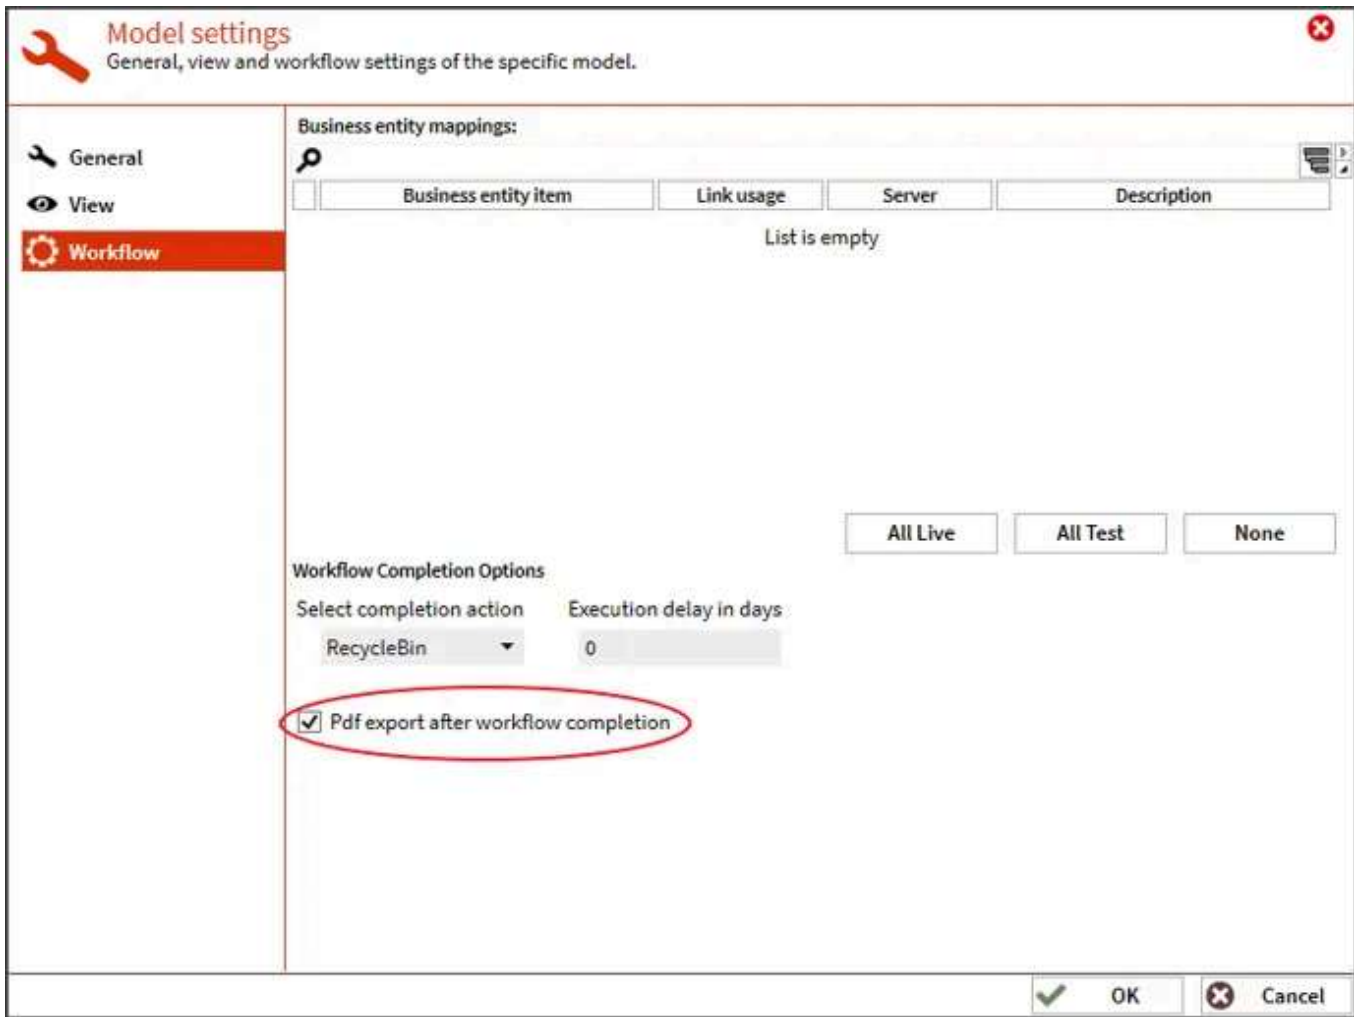 Model settings
General, view and workflow settings of the specific model.
General
View
Workflow
Business entity mappings:
Business entity item Link usage Server Description
List is empty
All Live All Test None
Workflow Completion Options
Select completion action Execution delay in days
RecycleBin 0
Pdf export after workflow completion
OK Cancel